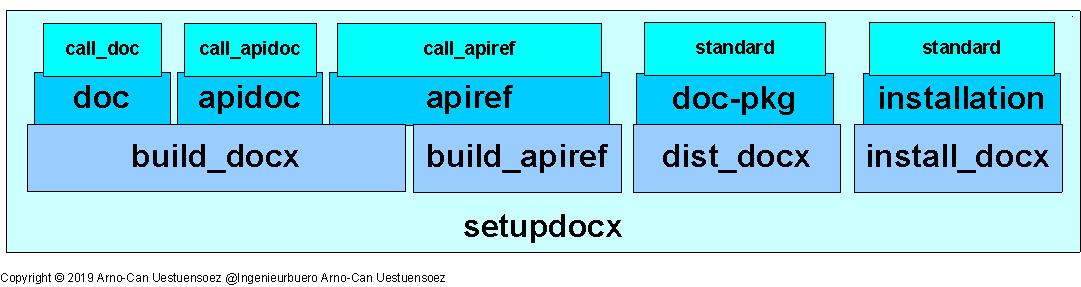 call_doc call_apidoc call_apiref standard standard
doc apidoc apiref doc-pkg installation
build_docx build_apiref dist_docx install_docx
setupdocx
Copyright © 2019 Arno-Can Uestuensoez @Ingenieurbuero Arno-Can Uestuensoez